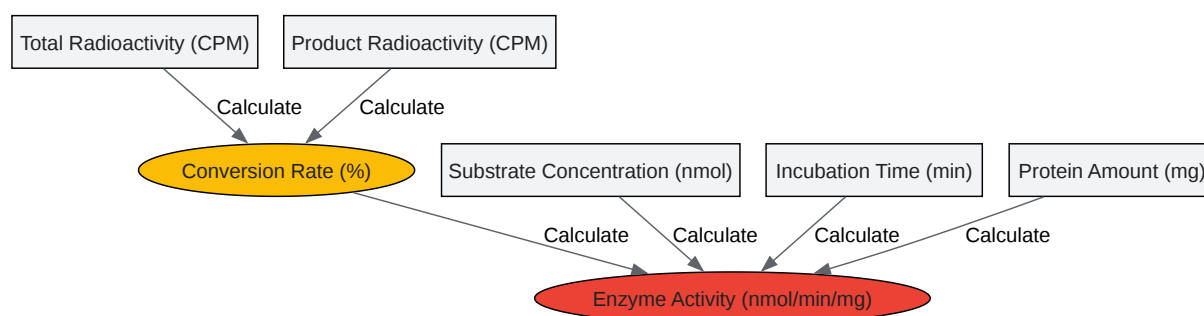 Total Radioactivity (CPM)
Product Radioactivity (CPM)
Calculate
Calculate
Conversion Rate (%)
Substrate Concentration (nmol)
Incubation Time (min)
Protein Amount (mg)
Calculate
Calculate
Calculate
Calculate
Enzyme Activity (nmol/min/mg)